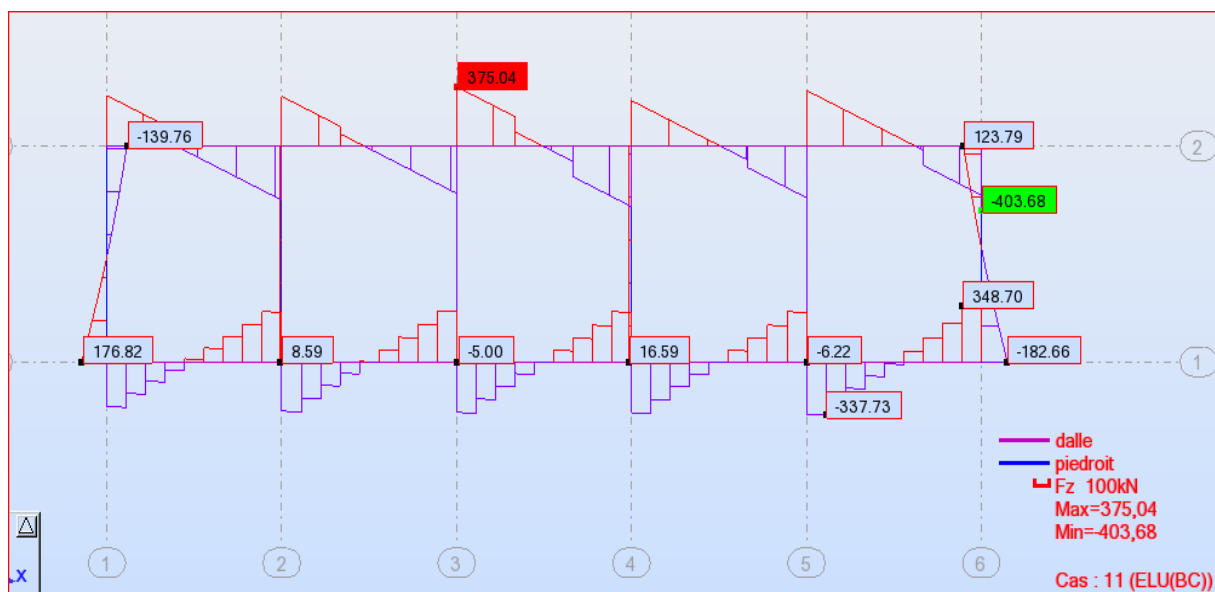 375.04
-139.76
123.79
2
-403.68
348.70
176.82
8.59
-5.00
16.59
-6.22
-182.66
1
-337.73
dalle
piedroit
Fz 100kN
Max=375,04
Min=-403,68
1
2
3
4
5
6
Cas : 11 (ELU(BC))
x